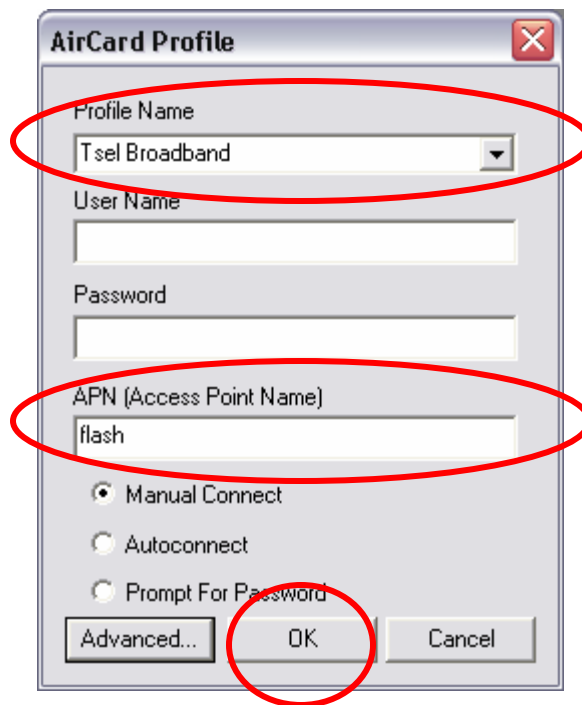 AirCard Profile
Profile Name
Tsel Broadband
User Name
Password
APN (Access Point Name)
flash
Manual Connect
Autoconnect
Prompt For Password
Advanced... OK Cancel